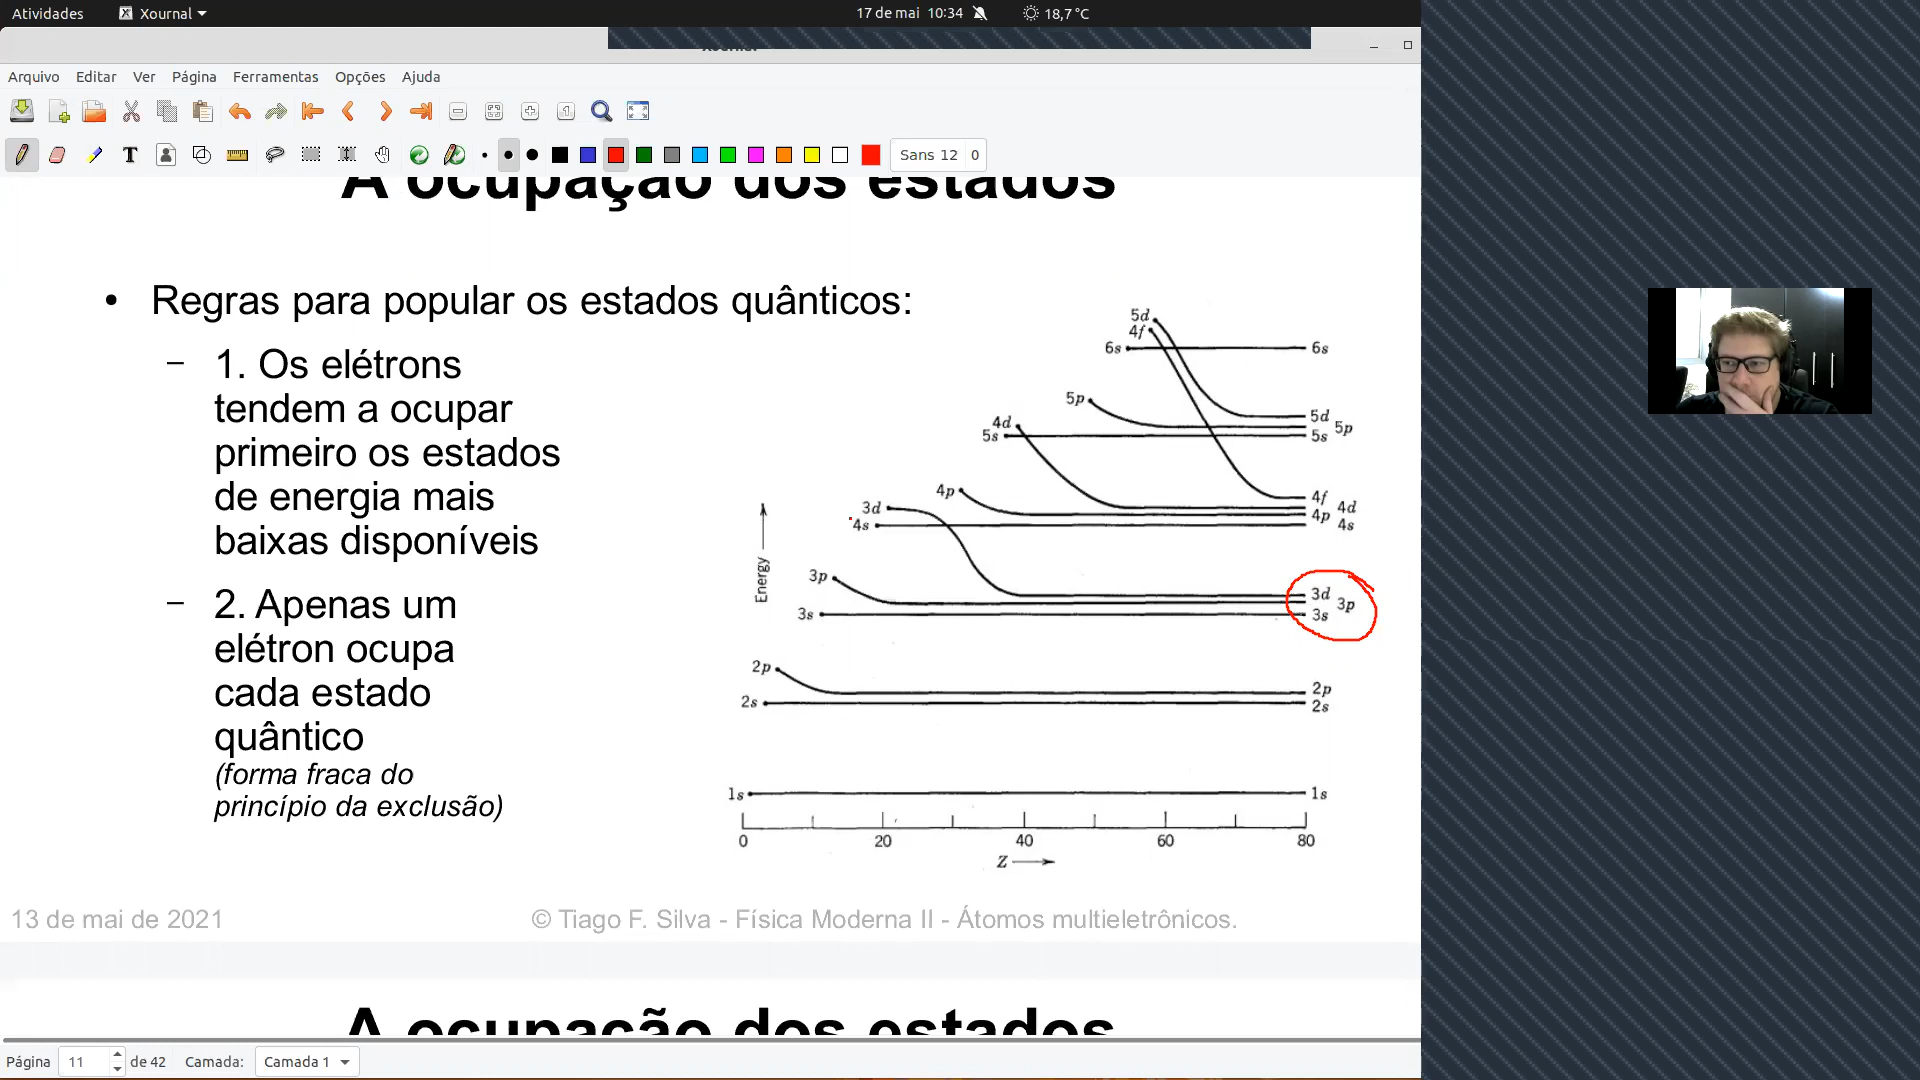 Atividades Xournal 17 de mai 10:34 18,7 °C
Xournal
Arquivo Editar Ver Página Ferramentas Opções Ajuda
Sans 12 0
A ocupação dos estados
• Regras para popular os estados quânticos:
– 1. Os elétrons
tendem a ocupar
primeiro os estados
de energia mais
baixas disponíveis
– 2. Apenas um
elétron ocupa
cada estado
quântico
(forma fraca do
princípio da exclusão)
5d
4f
6s 6s
5p 5d
4d 5p
5s 5s
4p 4f
3d 4d
4p
4s 4s
Energy
3p 3d
3p
3s 3s
2p 2p
2s 2s
1s 1s
0 20 40 60 80
Z
13 de mai de 2021 © Tiago F. Silva - Física Moderna II - Átomos multieletrônicos.
A ocupação dos estados
Página 11 de 42 Camada: Camada 1